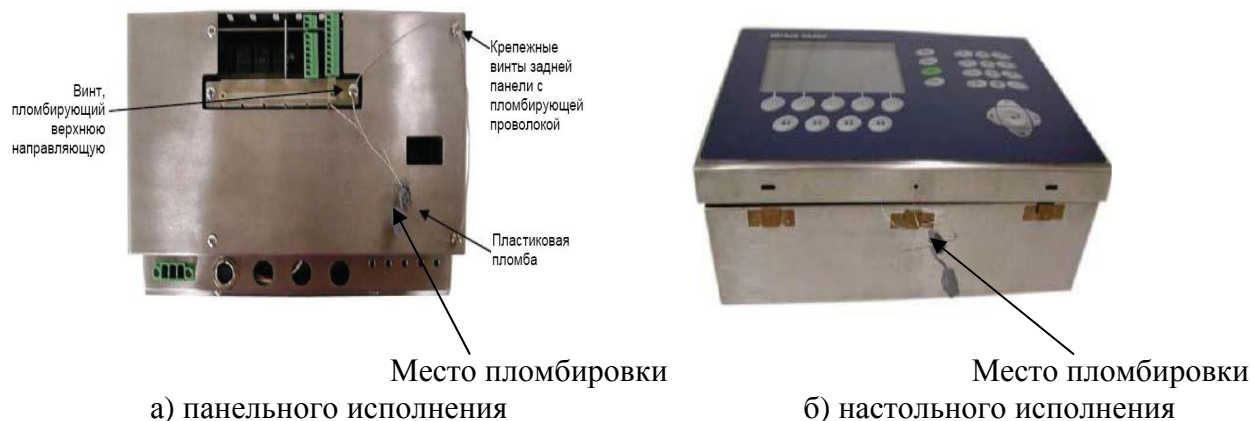 Винт,
пломбирующий
верхнюю
направляющую
Крепежные
винты задней
панели с
пломбирующей
проволокой
Пластиковая
пломба
Место пломбировки
а) панельного исполнения
Место пломбировки
б) настольного исполнения